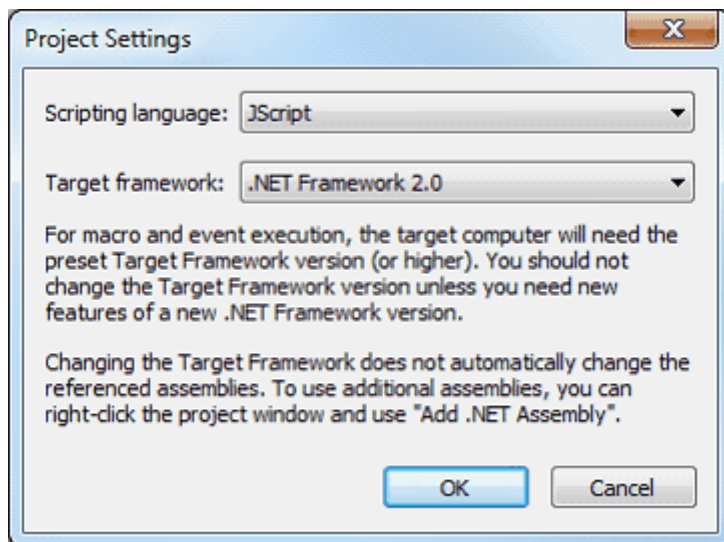 Project Settings
Scripting language: JScript
Target framework: .NET Framework 2.0
For macro and event execution, the target computer will need the
preset Target Framework version (or higher). You should not
change the Target Framework version unless you need new
features of a new .NET Framework version.
Changing the Target Framework does not automatically change the
referenced assemblies. To use additional assemblies, you can
right-click the project window and use "Add .NET Assembly".
OK Cancel